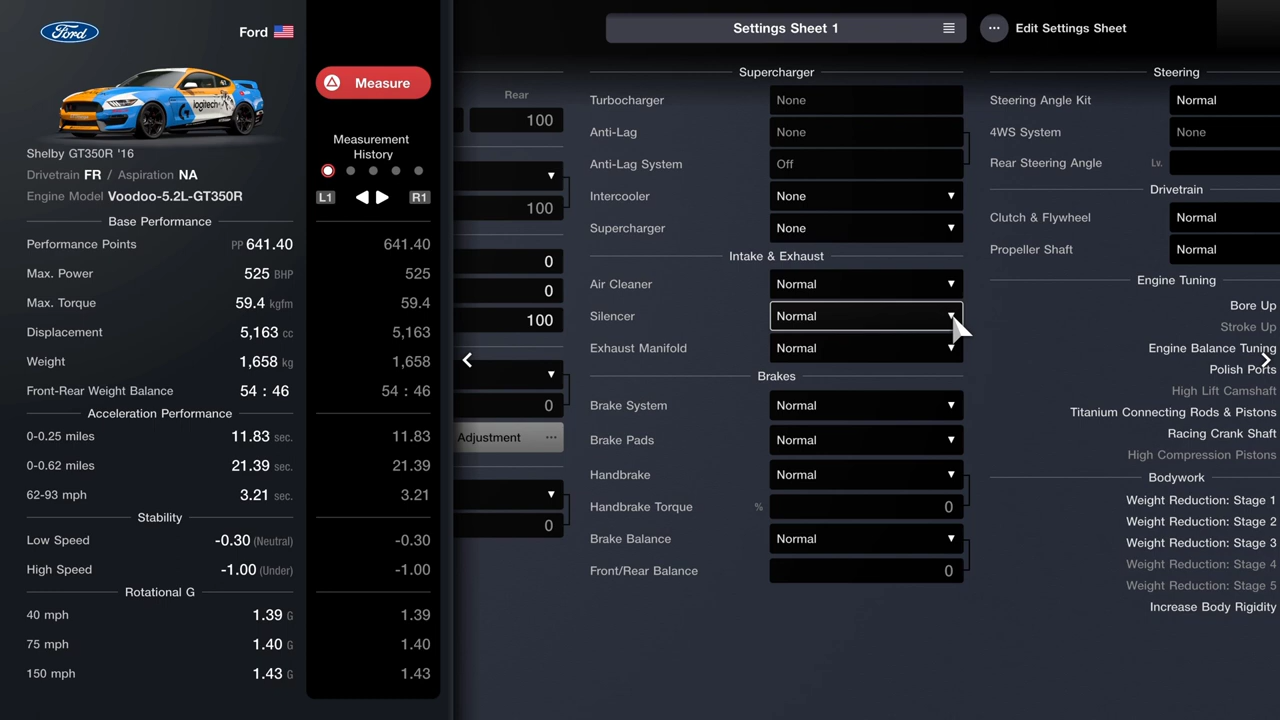 Ford
Ford
logitech
Shelby GT350R '16
Drivetrain FR / Aspiration NA
Engine Model Voodoo-5.2L-GT350R
Base Performance
Performance Points PP 641.40
Max. Power 525 BHP
Max. Torque 59.4 kgfm
Displacement 5,163 cc
Weight 1,658 kg
Front-Rear Weight Balance 54 : 46
Acceleration Performance
0-0.25 miles 11.83 sec.
0-0.62 miles 21.39 sec.
62-93 mph 3.21 sec.
Stability
Low Speed -0.30 (Neutral)
High Speed -1.00 (Under)
Rotational G
40 mph 1.39 G
75 mph 1.40 G
150 mph 1.43 G
Measure
Measurement
History
L1 R1
641.40
525
59.4
5,163
1,658
54 : 46
11.83
21.39
3.21
-0.30
-1.00
1.39
1.40
1.43
Settings Sheet 1
Edit Settings Sheet
Rear
100
100
0
0
100
0
Adjustment
0
Supercharger
Turbocharger None
Anti-Lag None
Anti-Lag System Off
Intercooler None
Supercharger None
Intake & Exhaust
Air Cleaner Normal
Silencer Normal
Exhaust Manifold Normal
Brakes
Brake System Normal
Brake Pads Normal
Handbrake Normal
Handbrake Torque % 0
Brake Balance Normal
Front/Rear Balance 0
Steering
Steering Angle Kit Normal
4WS System None
Rear Steering Angle Lv.
Drivetrain
Clutch & Flywheel Normal
Propeller Shaft Normal
Engine Tuning
Bore Up
Stroke Up
Engine Balance Tuning
Polish Ports
High Lift Camshaft
Titanium Connecting Rods & Pistons
Racing Crank Shaft
High Compression Pistons
Bodywork
Weight Reduction: Stage 1
Weight Reduction: Stage 2
Weight Reduction: Stage 3
Weight Reduction: Stage 4
Weight Reduction: Stage 5
Increase Body Rigidity